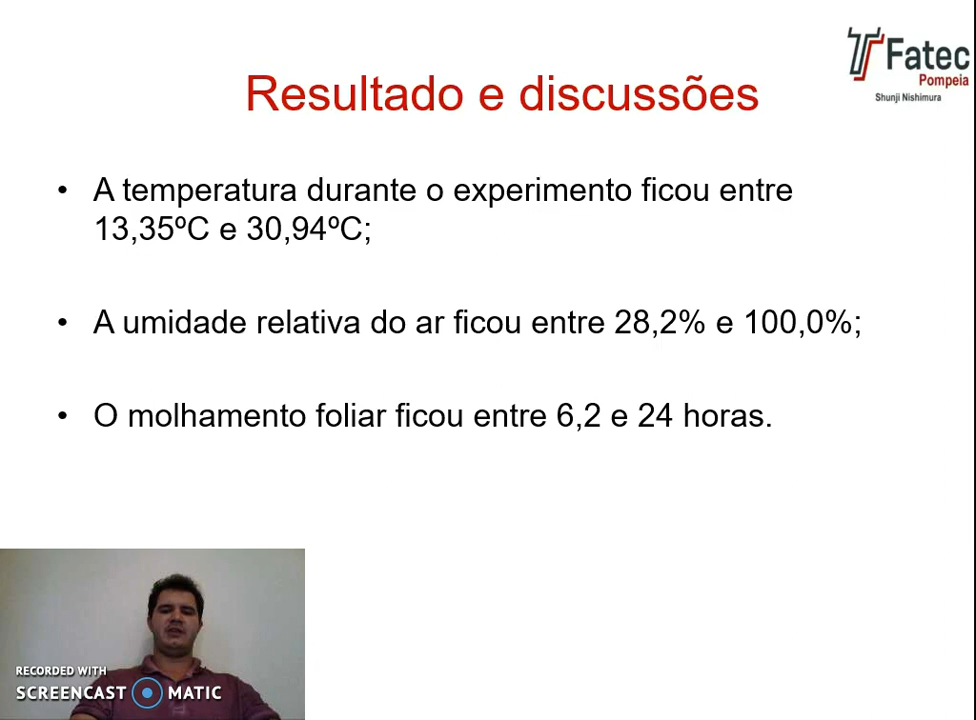 Fatec
Pompeia
Shunji Nishimura
Resultado e discussões
• A temperatura durante o experimento ficou entre
13,35ºC e 30,94ºC;
• A umidade relativa do ar ficou entre 28,2% e 100,0%;
• O molhamento foliar ficou entre 6,2 e 24 horas.
RECORDED WITH
SCREENCAST MATIC